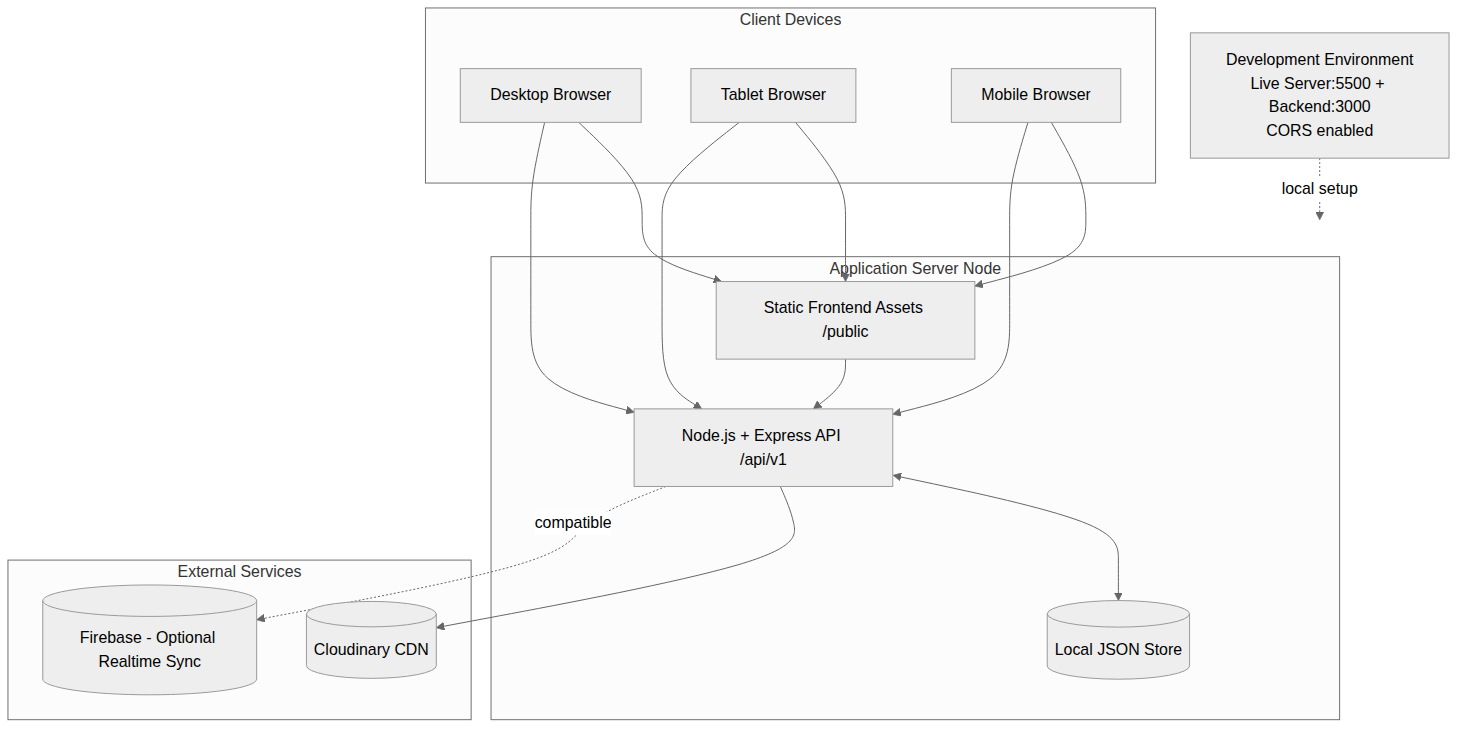 Client Devices
Desktop Browser
Tablet Browser
Mobile Browser
Development Environment
Live Server:5500 +
Backend:3000
CORS enabled
local setup
Application Server Node
Static Frontend Assets
/public
Node.js + Express API
/api/v1
compatible
External Services
Firebase - Optional
Realtime Sync
Cloudinary CDN
Local JSON Store